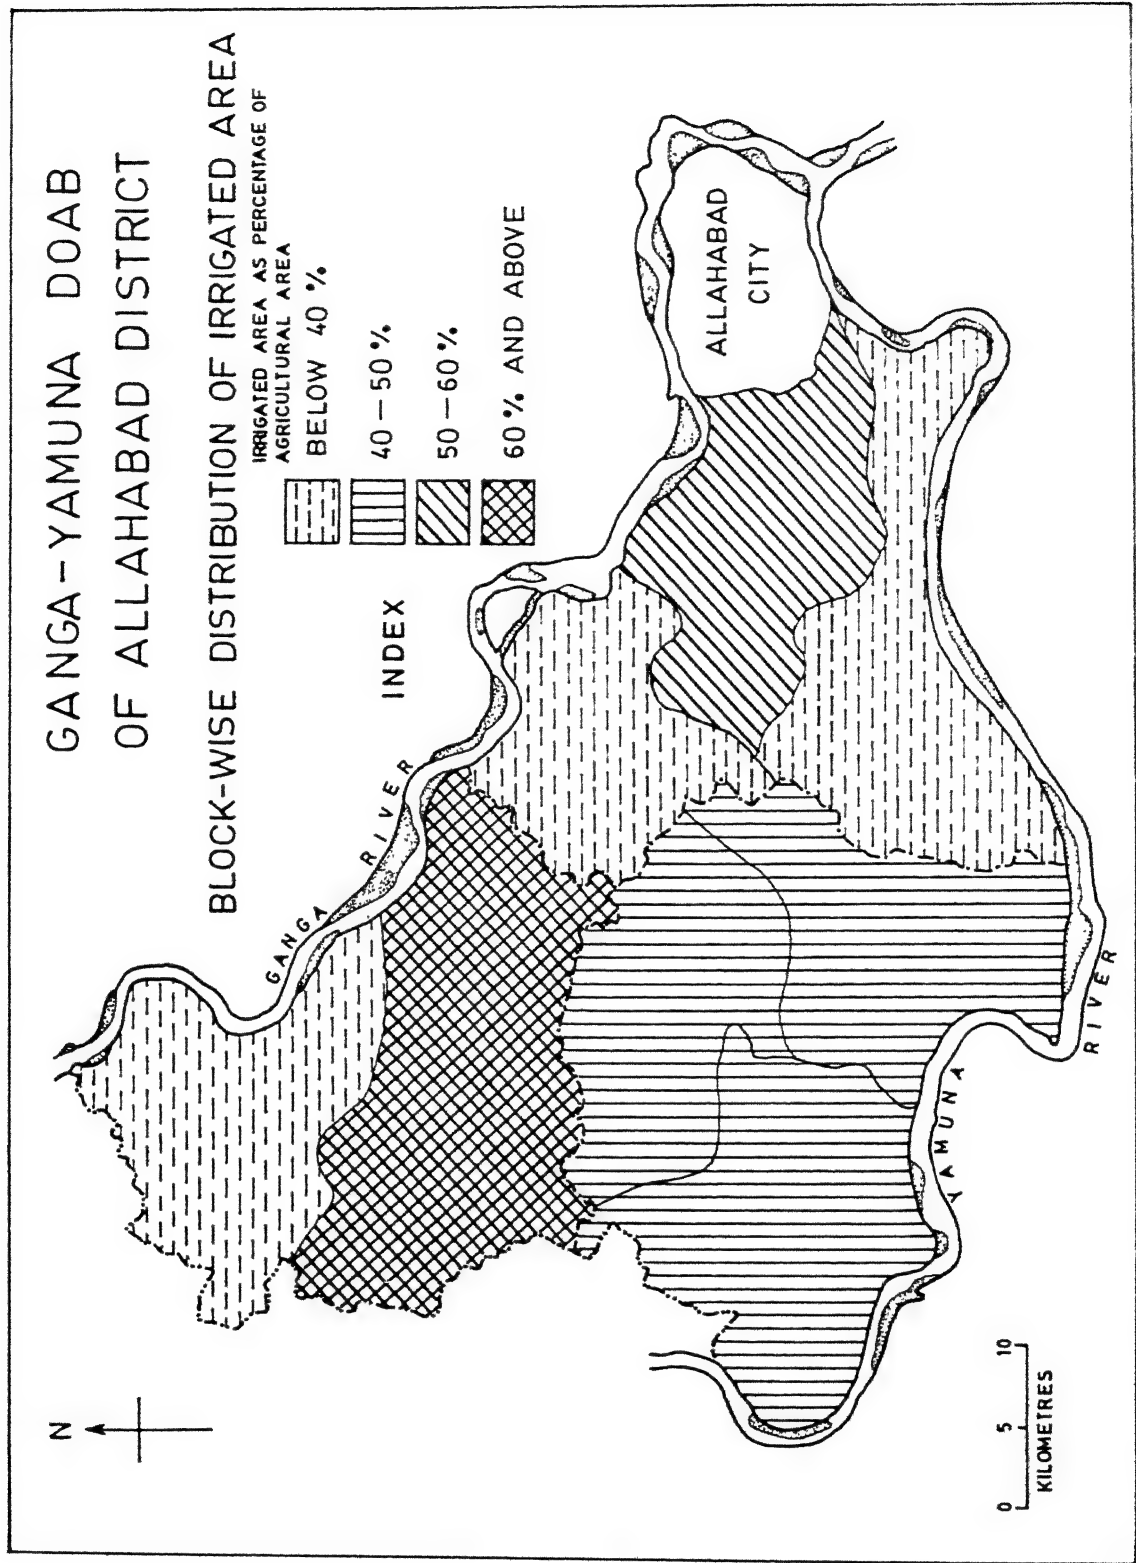 GANGA-YAMUNA DOAB
OF ALLAHABAD DISTRICT
BLOCK-WISE DISTRIBUTION OF IRRIGATED AREA
IRRIGATED AREA AS PERCENTAGE OF
AGRICULTURAL AREA
INDEX
BELOW 40 %
40 – 50 %
50 – 60 %
60 % AND ABOVE
N
GANGA RIVER
ALLAHABAD
CITY
YAMUNA RIVER
0 5 10
KILOMETRES